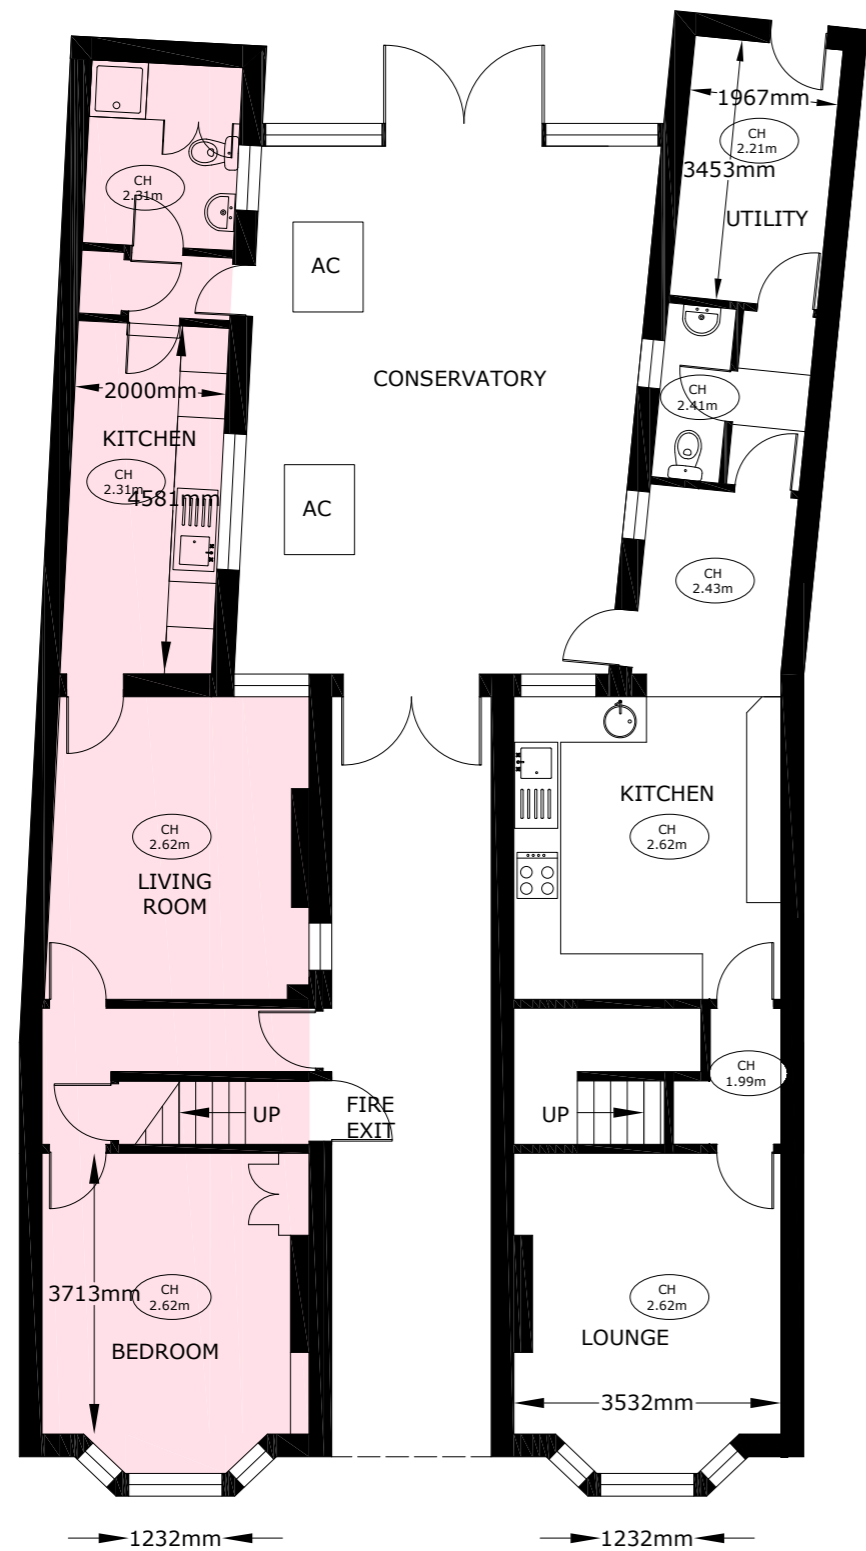 1967mm
CH
2.21m
3453mm
UTILITY
CH
2.31m
AC
CONSERVATORY
2000mm
KITCHEN
CH
2.31m
4581mm
CH
2.41m
AC
CH
2.43m
KITCHEN
CH
2.62m
CH
2.62m
LIVING
ROOM
CH
1.99m
UP
FIRE
EXIT
UP
3713mm
CH
2.62m
BEDROOM
CH
2.62m
LOUNGE
3532mm
1232mm
1232mm